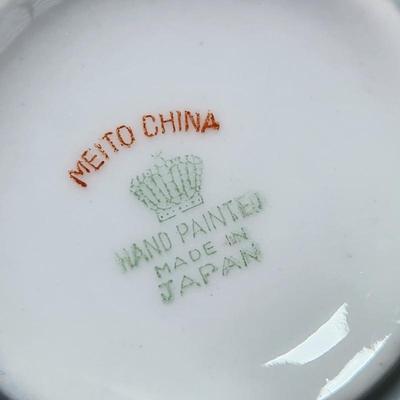 MEITO CHINA
HAND PAINTED
MADE IN
JAPAN